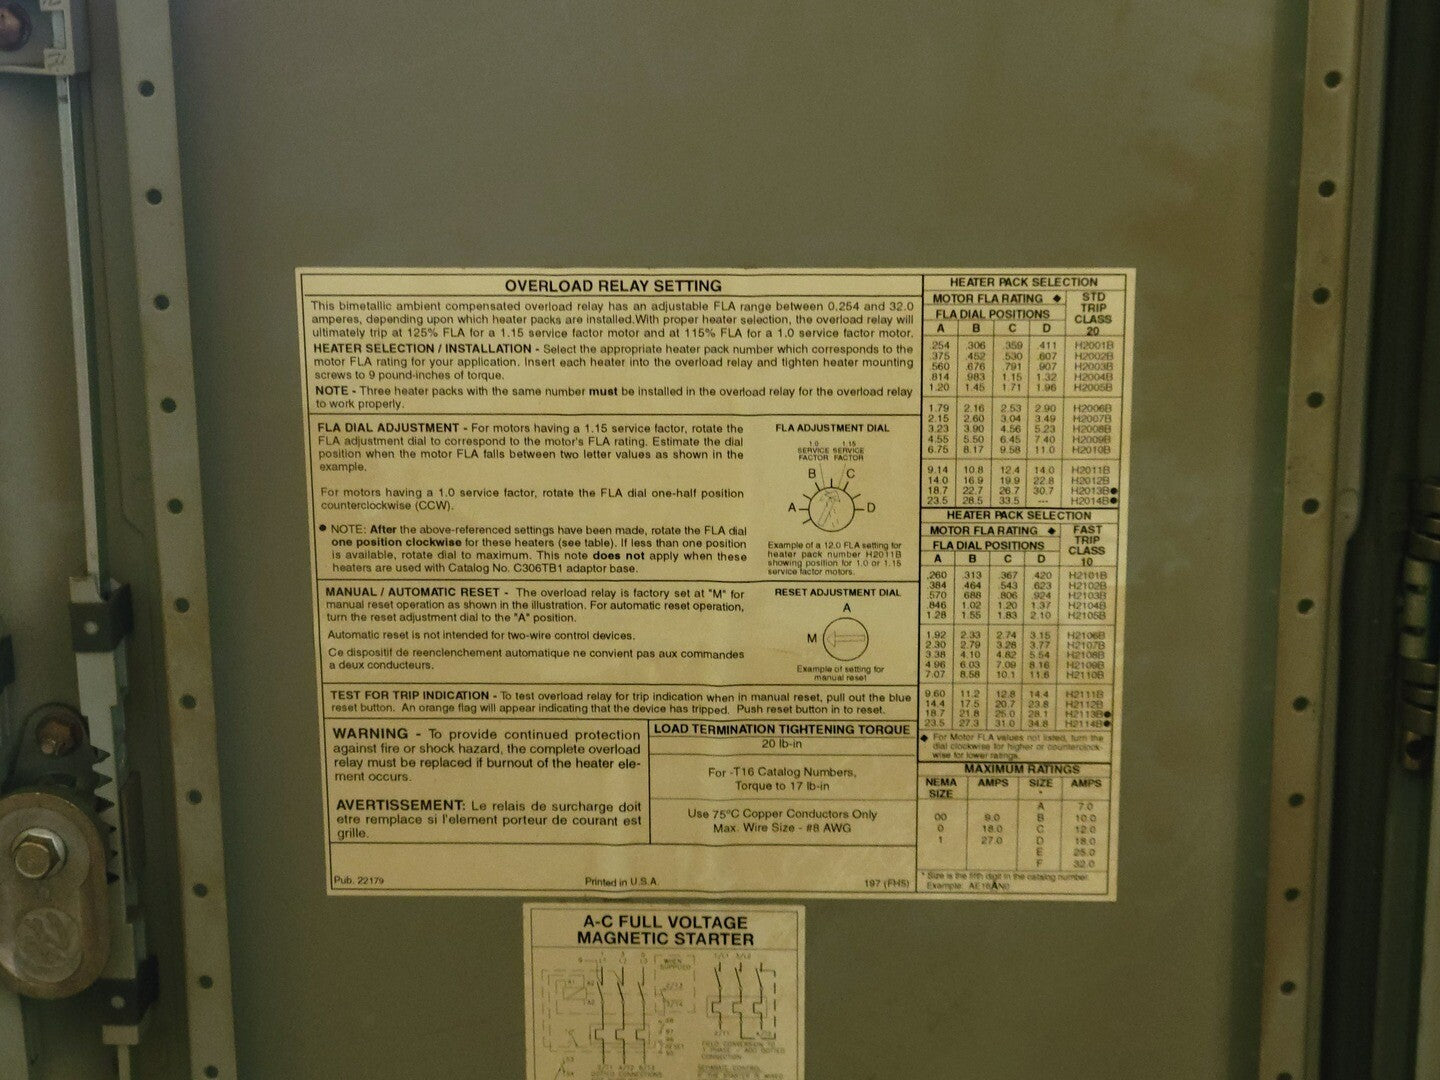 OVERLOAD RELAY SETTING
This bimetallic ambient compensated overload relay has an adjustable FLA range between 0.254 and 32.0
amperes, depending upon which heater packs are installed.With proper heater selection, the overload relay will
ultimately trip at 125% FLA for a 1.15 service factor motor and at 115% FLA for a 1.0 service factor motor.
HEATER SELECTION / INSTALLATION - Select the appropriate heater pack number which corresponds to the
motor FLA rating for your application. Insert each heater into the overload relay and tighten heater mounting
screws to 9 pound-inches of torque.
NOTE - Three heater packs with the same number must be installed in the overload relay for the overload relay
to work properly.
FLA DIAL ADJUSTMENT - For motors having a 1.15 service factor, rotate the
FLA adjustment dial to correspond to the motor's FLA rating. Estimate the dial
position when the motor FLA falls between two letter values as shown in the
example.
For motors having a 1.0 service factor, rotate the FLA dial one-half position
counterclockwise (CCW).
● NOTE: After the above-referenced settings have been made, rotate the FLA dial
one position clockwise for these heaters (see table). If less than one position
is available, rotate dial to maximum. This note does not apply when these
heaters are used with Catalog No. C306TB1 adaptor base.
FLA ADJUSTMENT DIAL
1.0 1.15
SERVICE SERVICE
FACTOR FACTOR
B C
A D
Example of a 12.0 FLA setting for
heater pack number H2011B
showing position for 1.0 or 1.15
service factor motors.
MANUAL / AUTOMATIC RESET - The overload relay is factory set at "M" for
manual reset operation as shown in the illustration. For automatic reset operation,
turn the reset adjustment dial to the "A" position.
Automatic reset is not intended for two-wire control devices.
Ce dispositif de reenclenchement automatique ne convient pas aux commandes
a deux conducteurs.
RESET ADJUSTMENT DIAL
A
M
Example of setting for
manual reset
TEST FOR TRIP INDICATION - To test overload relay for trip indication when in manual reset, pull out the blue
reset button. An orange flag will appear indicating that the device has tripped. Push reset button in to reset.
WARNING - To provide continued protection
against fire or shock hazard, the complete overload
relay must be replaced if burnout of the heater ele-
ment occurs.
AVERTISSEMENT: Le relais de surcharge doit
etre remplace si l'element porteur de courant est
grille.
LOAD TERMINATION TIGHTENING TORQUE
20 lb-in
For -T16 Catalog Numbers,
Torque to 17 lb-in
Use 75°C Copper Conductors Only
Max. Wire Size - #8 AWG
Pub. 22179 Printed in U.S.A. 197 (FH5)
HEATER PACK SELECTION
MOTOR FLA RATING ◆ STD
TRIP
CLASS
20
FLA DIAL POSITIONS
A B C D
.254 .306 .359 .411 H2001B
.375 .452 .530 .607 H2002B
.560 .676 .791 .907 H2003B
.814 .983 1.15 1.32 H2004B
1.20 1.45 1.71 1.96 H2005B
1.79 2.16 2.53 2.90 H2006B
2.15 2.60 3.04 3.49 H2007B
3.23 3.90 4.56 5.23 H2008B
4.55 5.50 6.45 7.40 H2009B
6.75 8.17 9.58 11.0 H2010B
9.14 10.8 12.4 14.0 H2011B
14.0 16.9 19.9 22.8 H2012B
18.7 22.7 26.7 30.7 H2013B●
23.5 28.5 33.5 --- H2014B●
HEATER PACK SELECTION
MOTOR FLA RATING ◆ FAST
TRIP
CLASS
10
FLA DIAL POSITIONS
A B C D
.260 .313 .367 .420 H2101B
.384 .464 .543 .623 H2102B
.570 .688 .806 .924 H2103B
.846 1.02 1.20 1.37 H2104B
1.28 1.55 1.83 2.10 H2105B
1.92 2.33 2.74 3.15 H2106B
2.30 2.79 3.28 3.77 H2107B
3.38 4.10 4.82 5.54 H2108B
4.96 6.03 7.09 8.16 H2109B
7.07 8.58 10.1 11.6 H2110B
9.60 11.2 12.8 14.4 H2111B
14.4 17.5 20.7 23.8 H2112B
18.7 21.8 25.0 28.1 H2113B●
23.5 27.3 31.0 34.8 H2114B●
◆ For Motor FLA values not listed, turn the
dial clockwise for higher or counterclock-
wise for lower ratings.
MAXIMUM RATINGS
NEMA SIZE AMPS SIZE * AMPS
A 7.0
00 9.0 B 10.0
0 18.0 C 12.0
1 27.0 D 18.0
E 25.0
F 32.0
* Size is the fifth digit in the catalog number.
Example: AE16AN0
A-C FULL VOLTAGE
MAGNETIC STARTER
WHEN
SUPPLIED
FIELD CONVERSION TO
1 PHASE - ADD DOTTED
CONNECTION